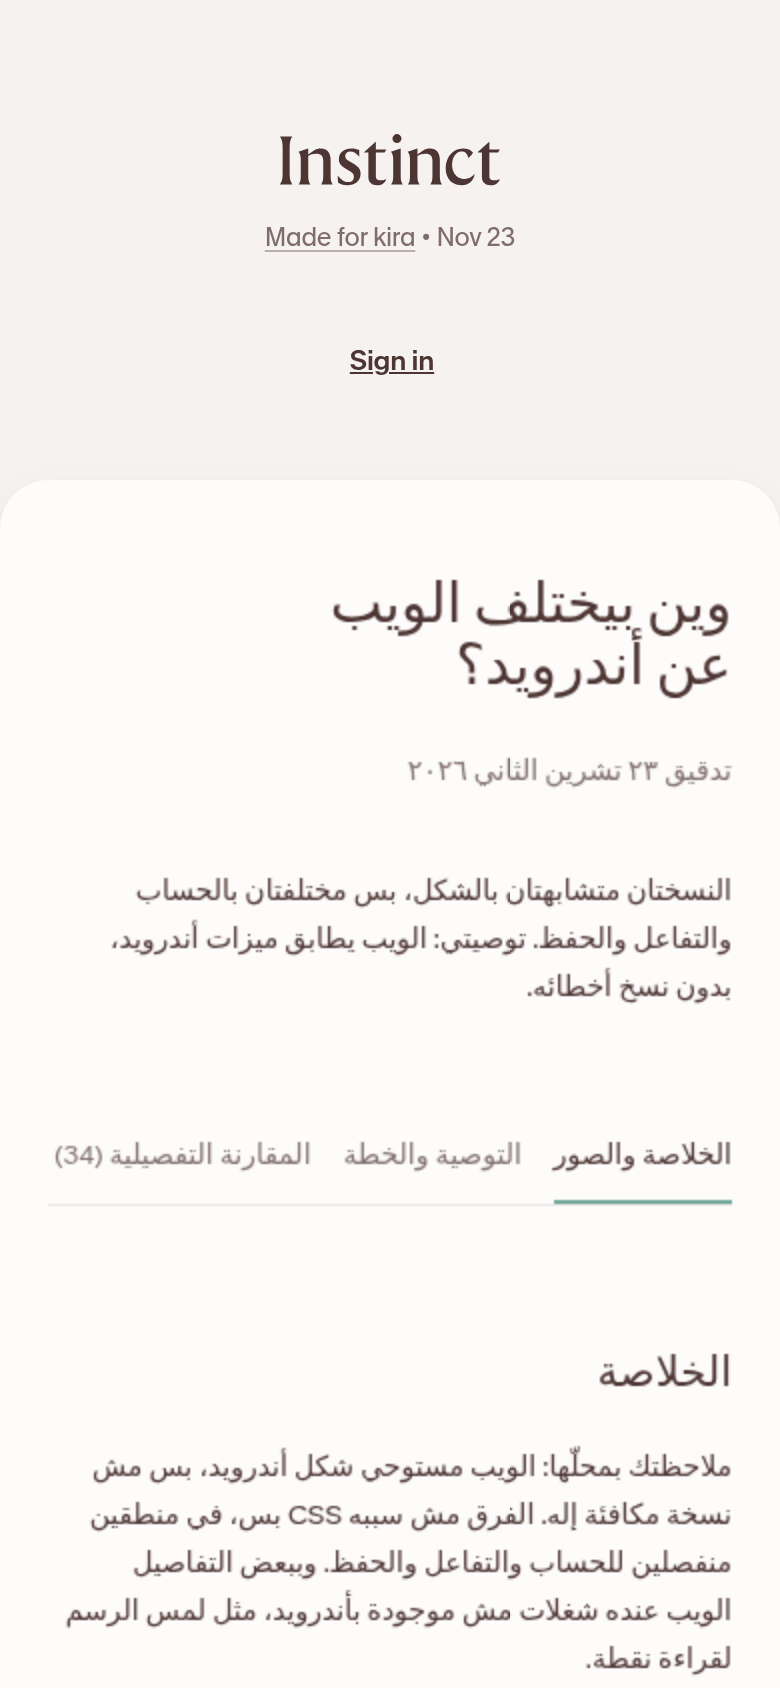 Instinct
Made for kira • Nov 23
Sign in
وين بيختلف الويب
عن أندرويد؟
تدقيق ٢٣ تشرين الثاني ٢٠٢٦
النسختان متشابهتان بالشكل، بس مختلفتان بالحساب
والتفاعل والحفظ. توصيتي: الويب يطابق ميزات أندرويد،
بدون نسخ أخطائه.
الخلاصة والصور
التوصية والخطة
المقارنة التفصيلية (34)
الخلاصة
ملاحظتك بمحلّها: الويب مستوحي شكل أندرويد، بس مش
نسخة مكافئة إله. الفرق مش سببه CSS بس، في منطقين
منفصلين للحساب والتفاعل والحفظ. وببعض التفاصيل
الويب عنده شغلات مش موجودة بأندرويد، مثل لمس الرسم
لقراءة نقطة.